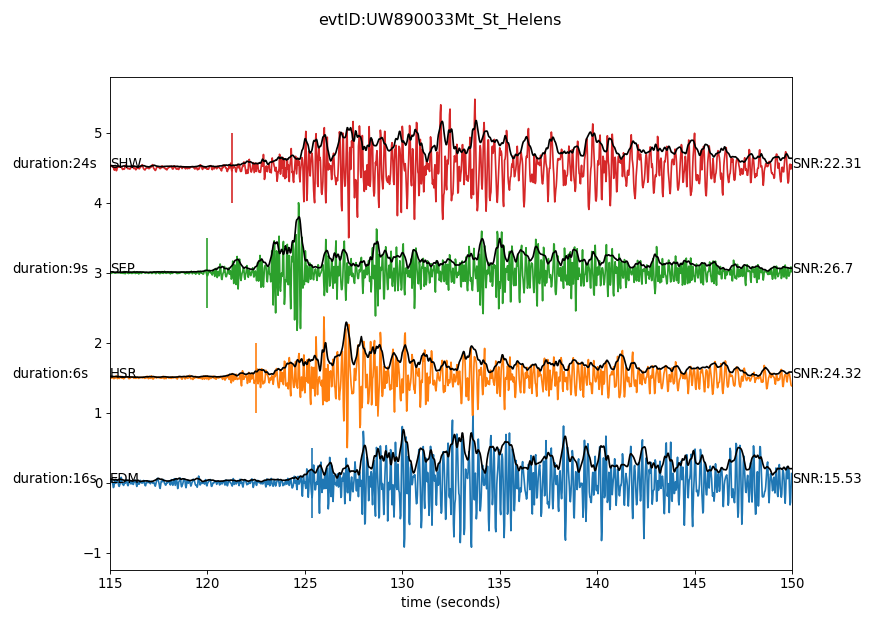 evtID:UW890033Mt_St_Helens
5
duration:24s SHW SNR:22.31
4
duration:9s 3 SEP SNR:26.7
2
duration:6s HSR SNR:24.32
1
duration:16s 0 EDM SNR:15.53
−1
115 120 125 130 135 140 145 150
time (seconds)